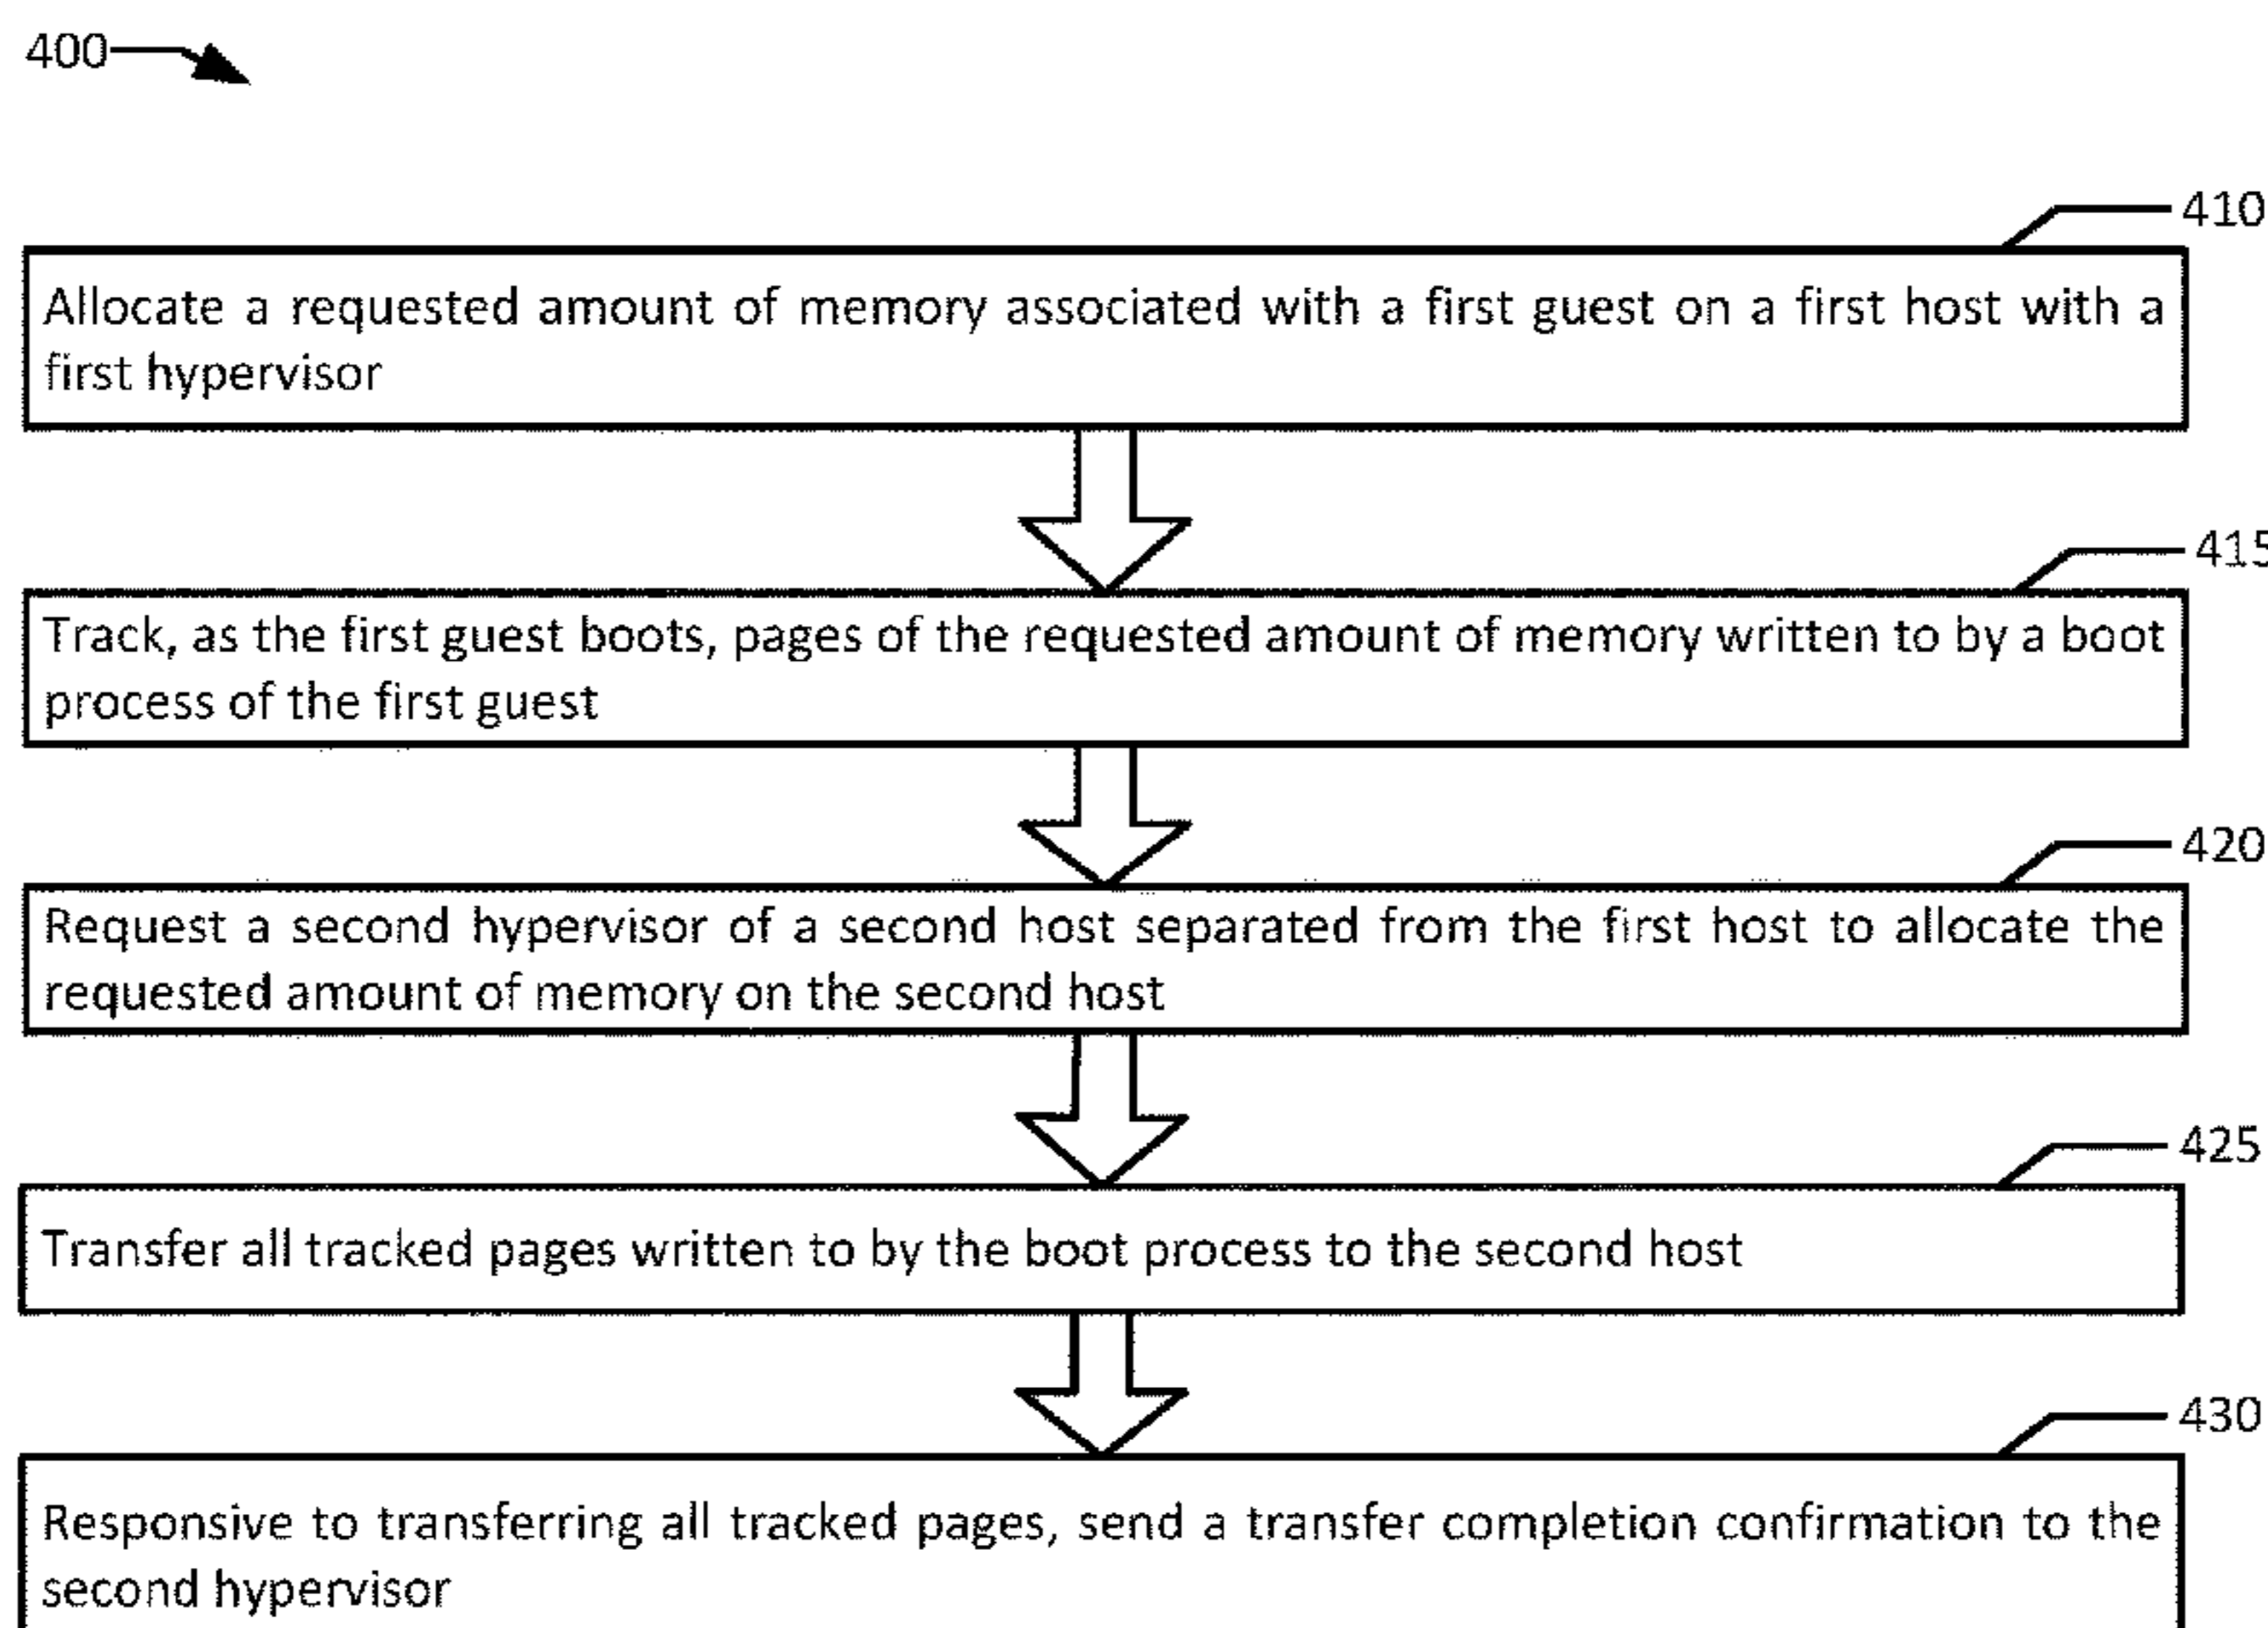 400
410
Allocate a requested amount of memory associated with a first guest on a first host with a
first hypervisor
415
Track, as the first guest boots, pages of the requested amount of memory written to by a boot
process of the first guest
420
Request a second hypervisor of a second host separated from the first host to allocate the
requested amount of memory on the second host
425
Transfer all tracked pages written to by the boot process to the second host
430
Responsive to transferring all tracked pages, send a transfer completion confirmation to the
second hypervisor